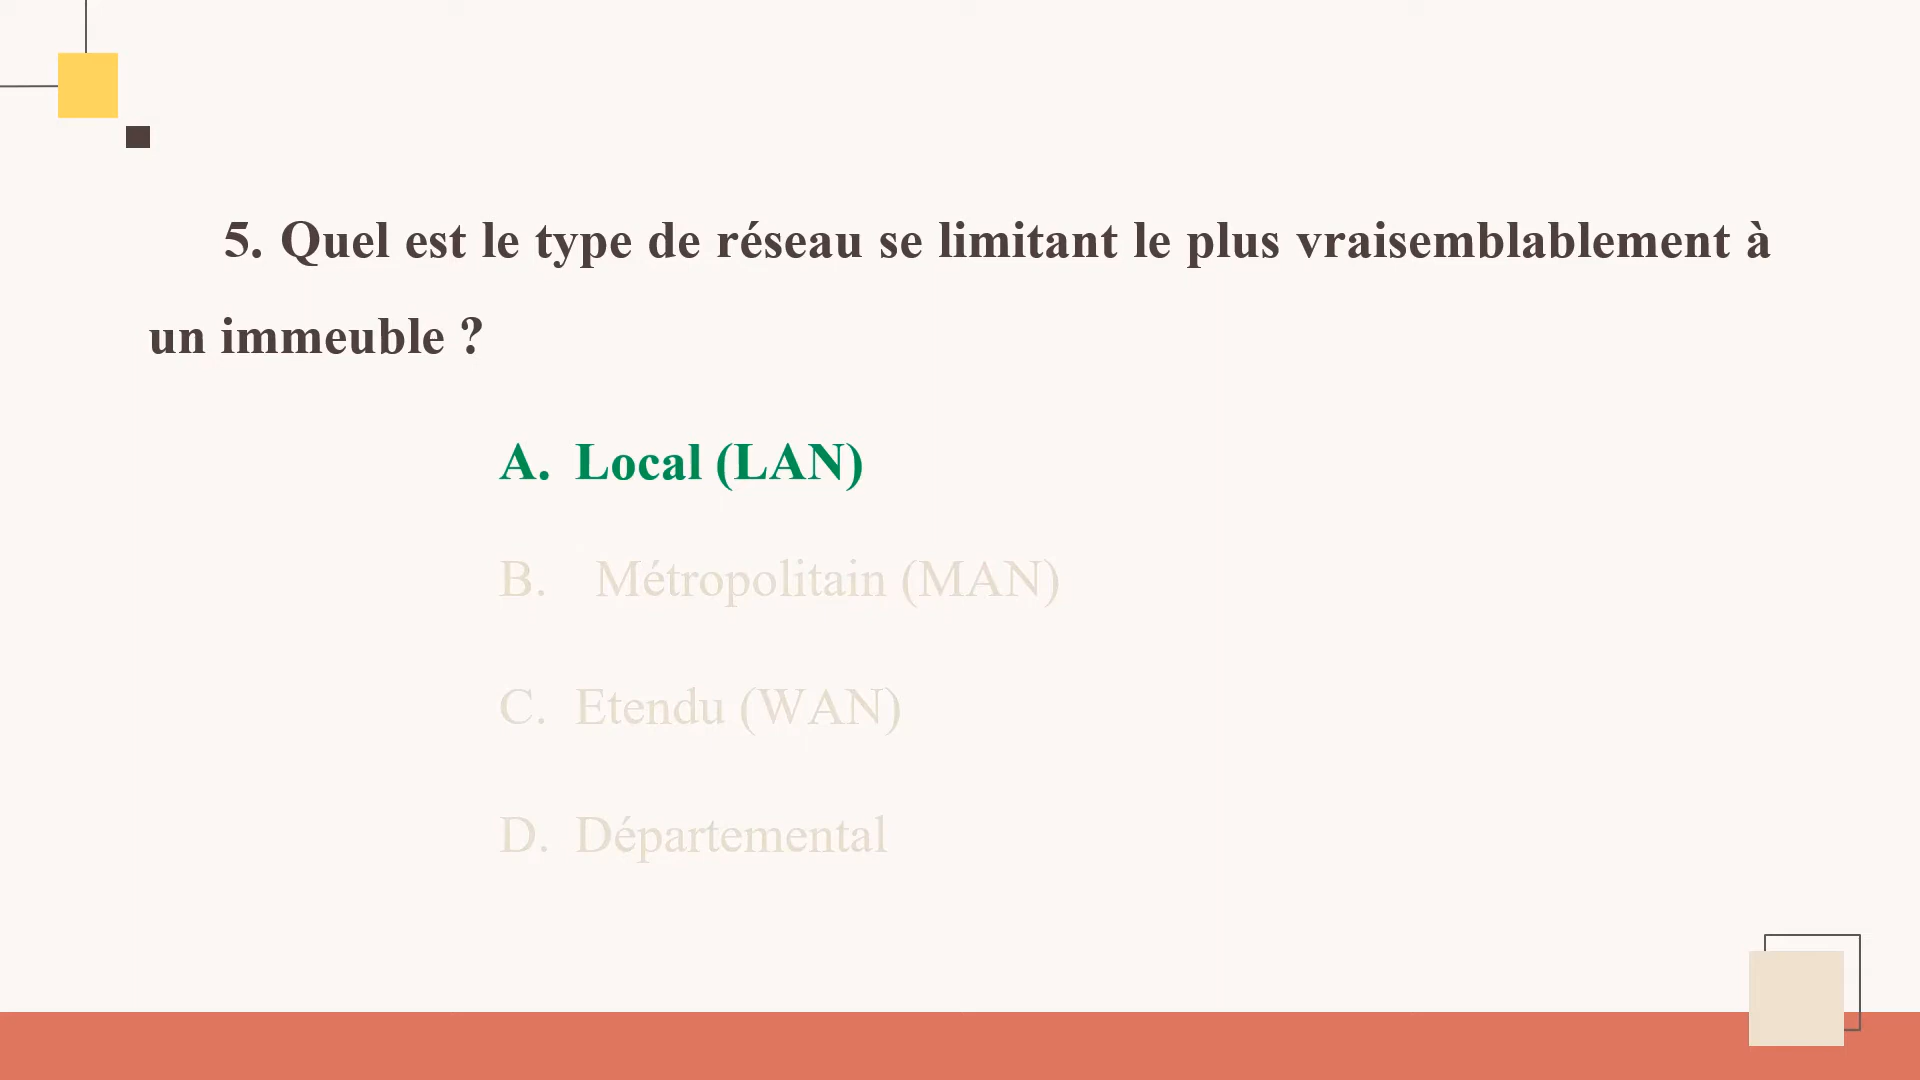 5. Quel est le type de réseau se limitant le plus vraisemblablement à
un immeuble ?
A. Local (LAN)
B. Métropolitain (MAN)
C. Etendu (WAN)
D. Départemental